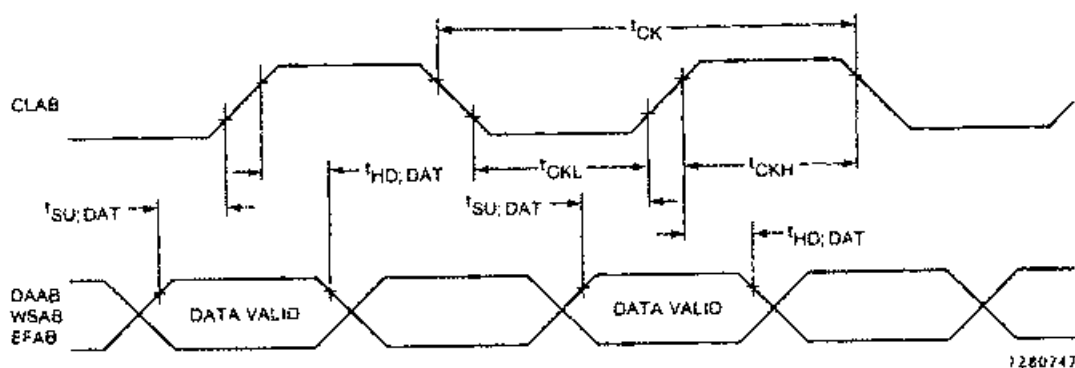 tCK
CLAB
tHD; DAT
tCKL
tCKH
tSU; DAT
tSU; DAT
tHD; DAT
DAAB
WSAB
EFAB
DATA VALID
DATA VALID
7280747